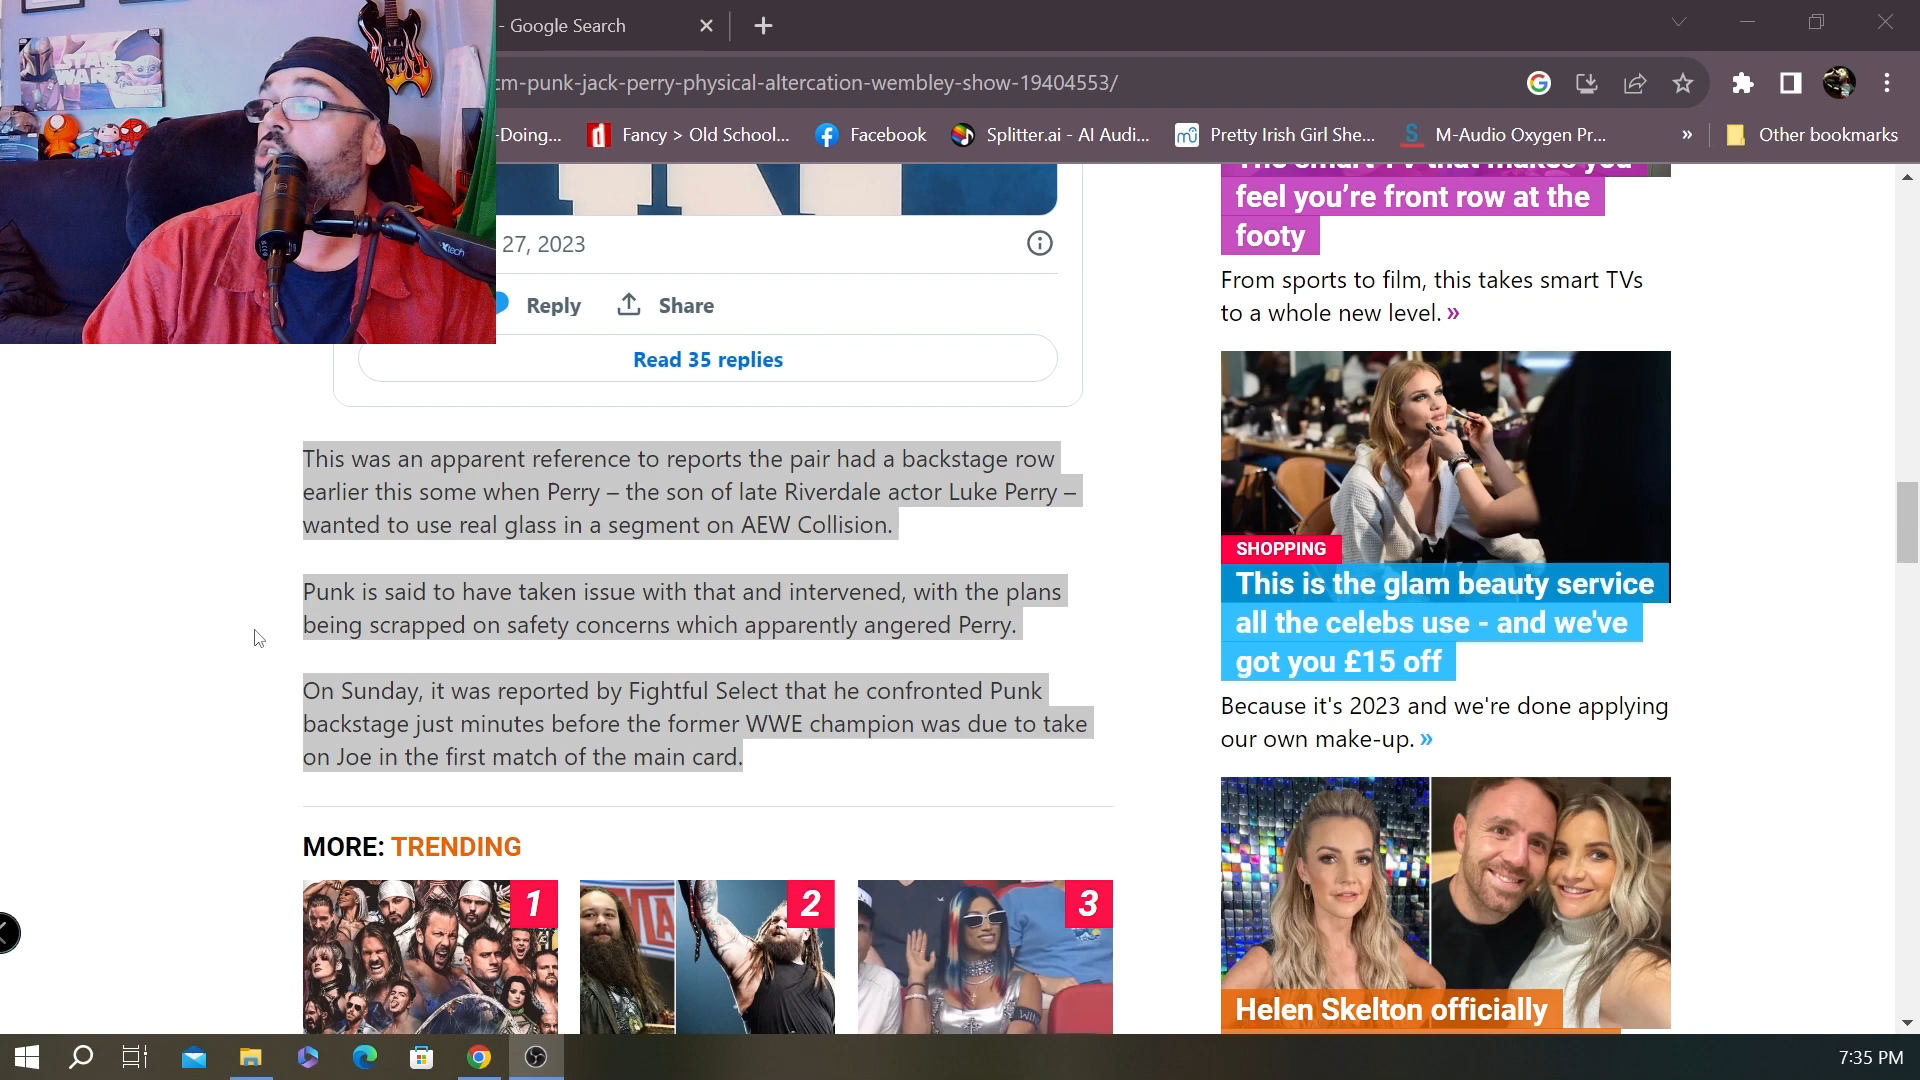 STAR
WARS
- Google Search
cm-punk-jack-perry-physical-altercation-wembley-show-19404553/
-Doing...
Fancy > Old School...
Facebook
Splitter.ai - AI Audi...
Pretty Irish Girl She...
M-Audio Oxygen Pr...
»
Other bookmarks
27, 2023
Reply
Share
Read 35 replies
This was an apparent reference to reports the pair had a backstage row
earlier this some when Perry – the son of late Riverdale actor Luke Perry –
wanted to use real glass in a segment on AEW Collision.
Punk is said to have taken issue with that and intervened, with the plans
being scrapped on safety concerns which apparently angered Perry.
On Sunday, it was reported by Fightful Select that he confronted Punk
backstage just minutes before the former WWE champion was due to take
on Joe in the first match of the main card.
MORE: TRENDING
1
2
3
The smart TV that makes you
feel you’re front row at the
footy
From sports to film, this takes smart TVs
to a whole new level. »
SHOPPING
This is the glam beauty service
all the celebs use - and we've
got you £15 off
Because it's 2023 and we're done applying
our own make-up. »
Helen Skelton officially
7:35 PM